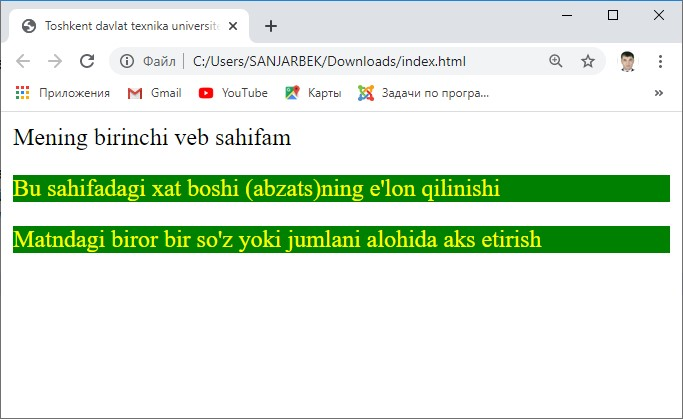 Toshkent davlat texnika universite
Файл
C:/Users/SANJARBEK/Downloads/index.html
Приложения
Gmail
YouTube
Карты
Задачи по програ...
Mening birinchi veb sahifam
Bu sahifadagi xat boshi (abzats)ning e'lon qilinishi
Matndagi biror bir so'z yoki jumlani alohida aks etirish